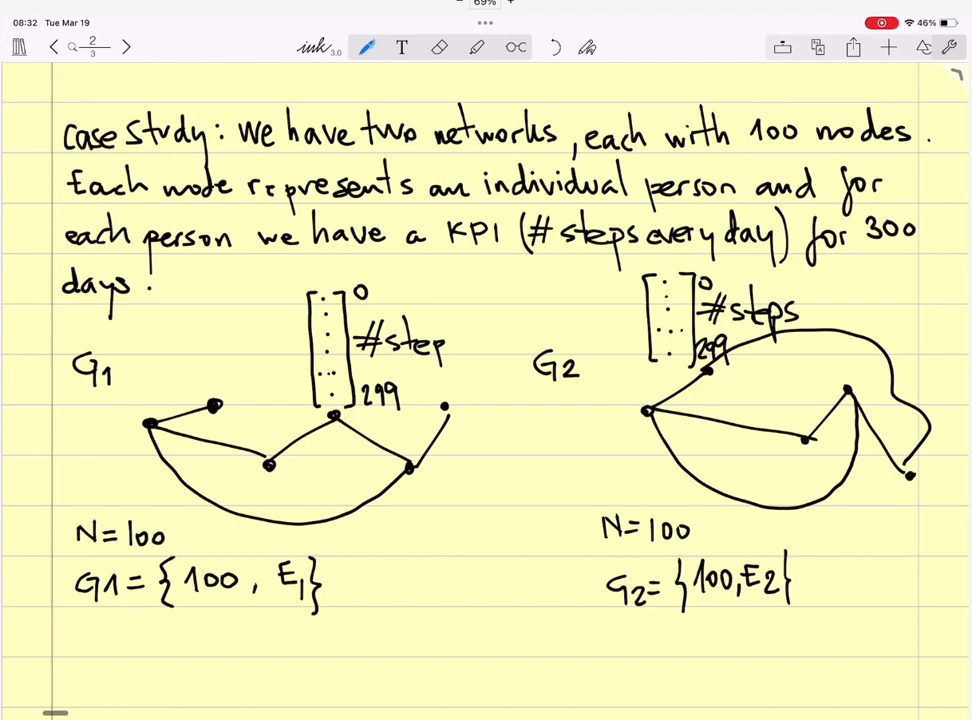 69%
08:32 Tue Mar 19
46%
2
3
ink 3.0
T
Case study: We have two networks, each with 100 nodes.
Each node represents an individual person and for
each person we have a KPI (#steps every day) for 300
days.
0
#step
299
G1
0
#steps
299
G2
N=100
G1={100, E1}
N=100
G2={100,E2}